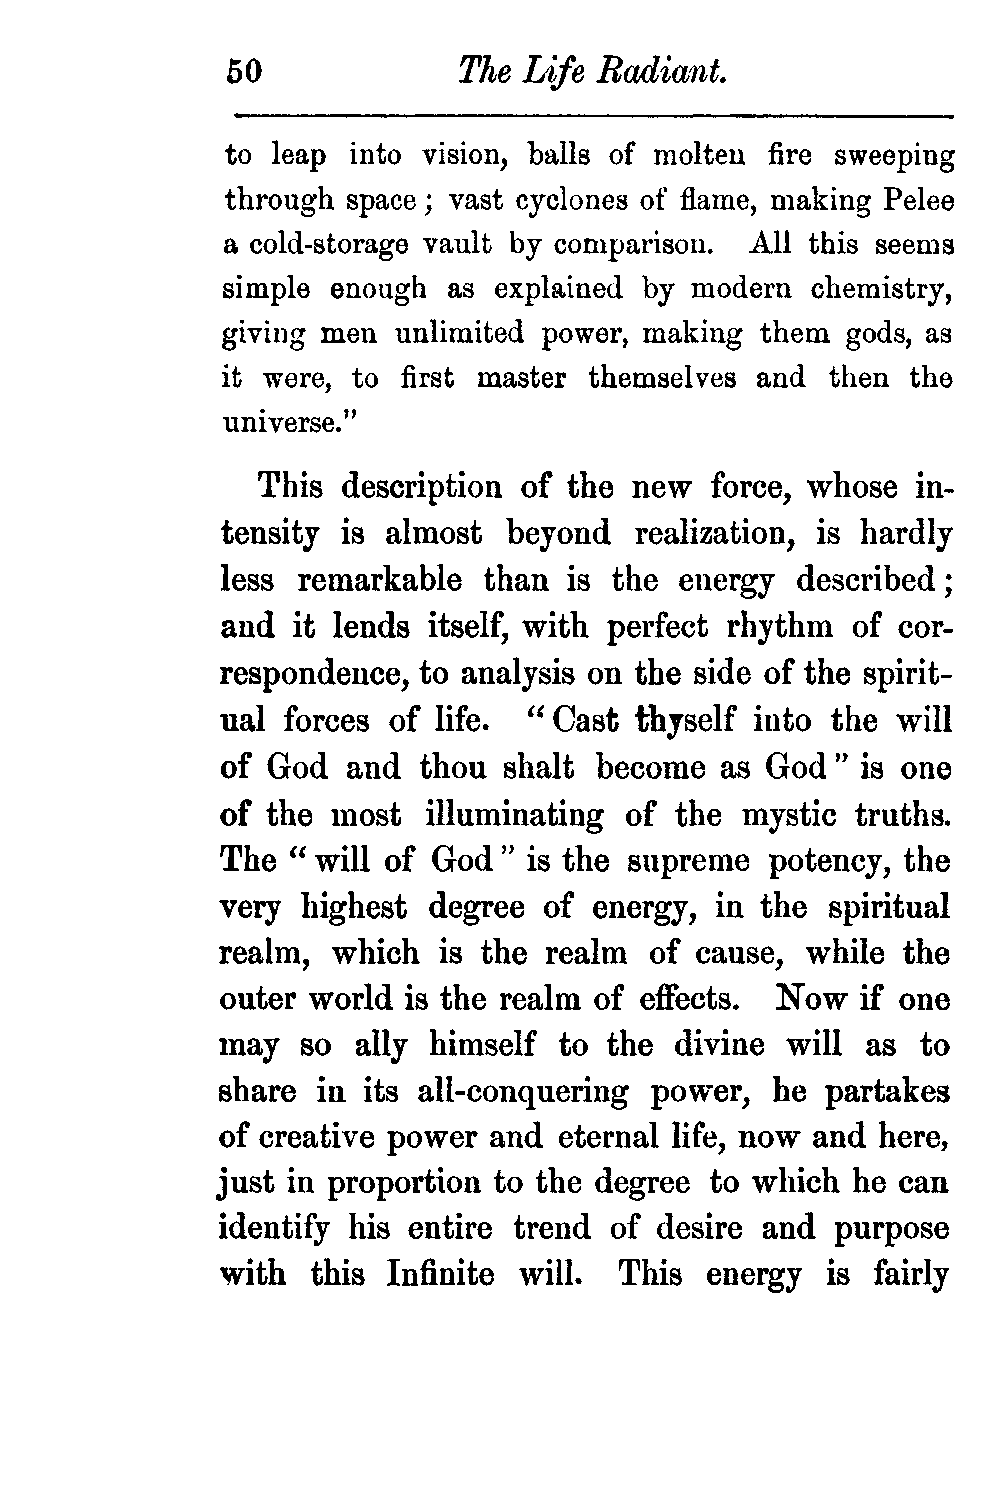 50 The Life Radiant.
to leap into vision, balls of molten fire sweeping
through space; vast cyclones of flame, making Pelee
a cold-storage vault by comparison. All this seems
simple enough as explained by modern chemistry,
giving men unlimited power, making them gods, as
it were, to first master themselves and then the
universe."
This description of the new force, whose in-
tensity is almost beyond realization, is hardly
less remarkable than is the energy described;
and it lends itself, with perfect rhythm of cor-
respondence, to analysis on the side of the spirit-
ual forces of life. "Cast thyself into the will
of God and thou shalt become as God" is one
of the most illuminating of the mystic truths.
The "will of God" is the supreme potency, the
very highest degree of energy, in the spiritual
realm, which is the realm of cause, while the
outer world is the realm of effects. Now if one
may so ally himself to the divine will as to
share in its all-conquering power, he partakes
of creative power and eternal life, now and here,
just in proportion to the degree to which he can
identify his entire trend of desire and purpose
with this Infinite will. This energy is fairly